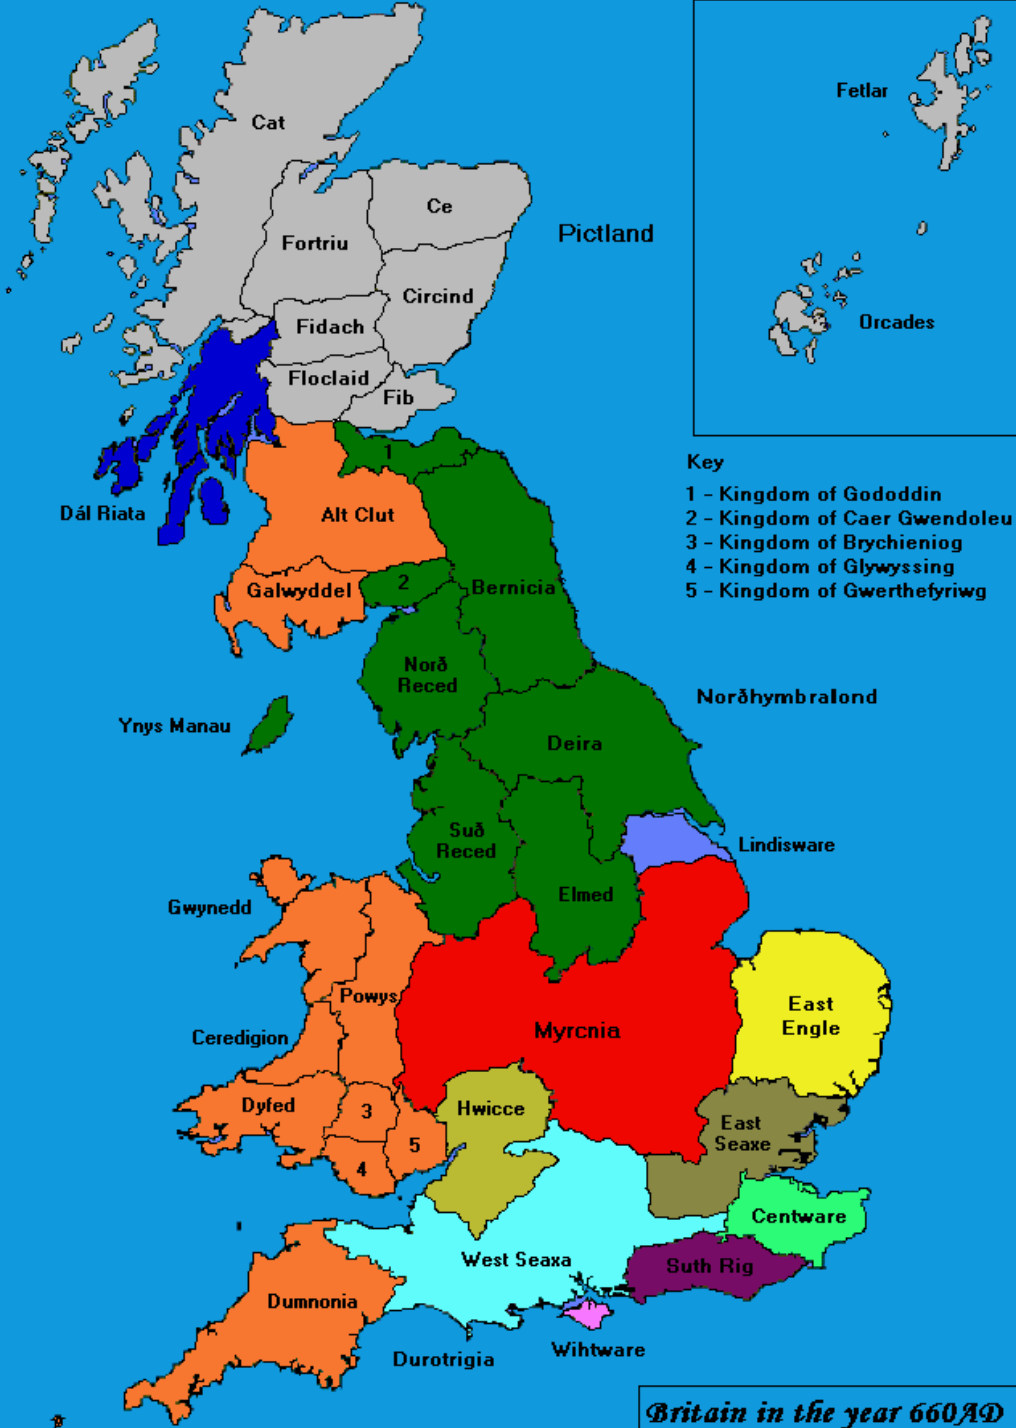 Fetlar
Cat
Ce
Pictland
Fortriu
Circind
Orcades
Fidach
Floclaid
Fib
1
Key
1 - Kingdom of Gododdin
2 - Kingdom of Caer Gwendoleu
3 - Kingdom of Brychieniog
4 - Kingdom of Glywyssing
5 - Kingdom of Gwerthefyriwg
Dál Riata
Alt Clut
Galwyddel
2
Bernicia
Norð
Reced
Norðhymbralond
Ynys Manau
Deira
Suð
Reced
Lindisware
Elmed
Gwynedd
Powys
East
Engle
Myrcnia
Ceredigion
Dyfed
3
Hwicce
East
Seaxe
5
4
Centware
West Seaxa
Suth Rig
Dumnonia
Wihtware
Durotrigia
Britain in the year 660AD